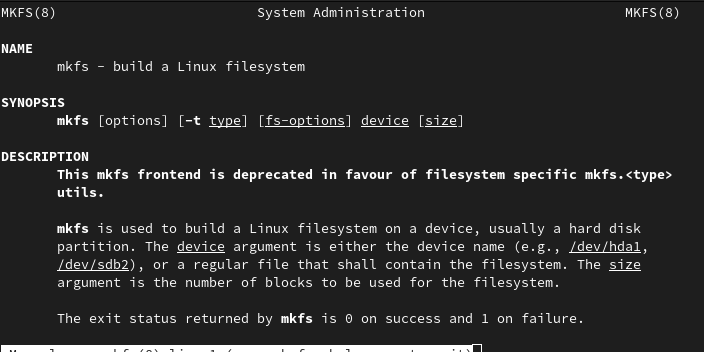 MKFS(8) System Administration MKFS(8)
NAME
mkfs - build a Linux filesystem
SYNOPSIS
mkfs [options] [-t type] [fs-options] device [size]
DESCRIPTION
This mkfs frontend is deprecated in favour of filesystem specific mkfs.<type>
utils.
mkfs is used to build a Linux filesystem on a device, usually a hard disk
partition. The device argument is either the device name (e.g., /dev/hda1,
/dev/sdb2), or a regular file that shall contain the filesystem. The size
argument is the number of blocks to be used for the filesystem.
The exit status returned by mkfs is 0 on success and 1 on failure.